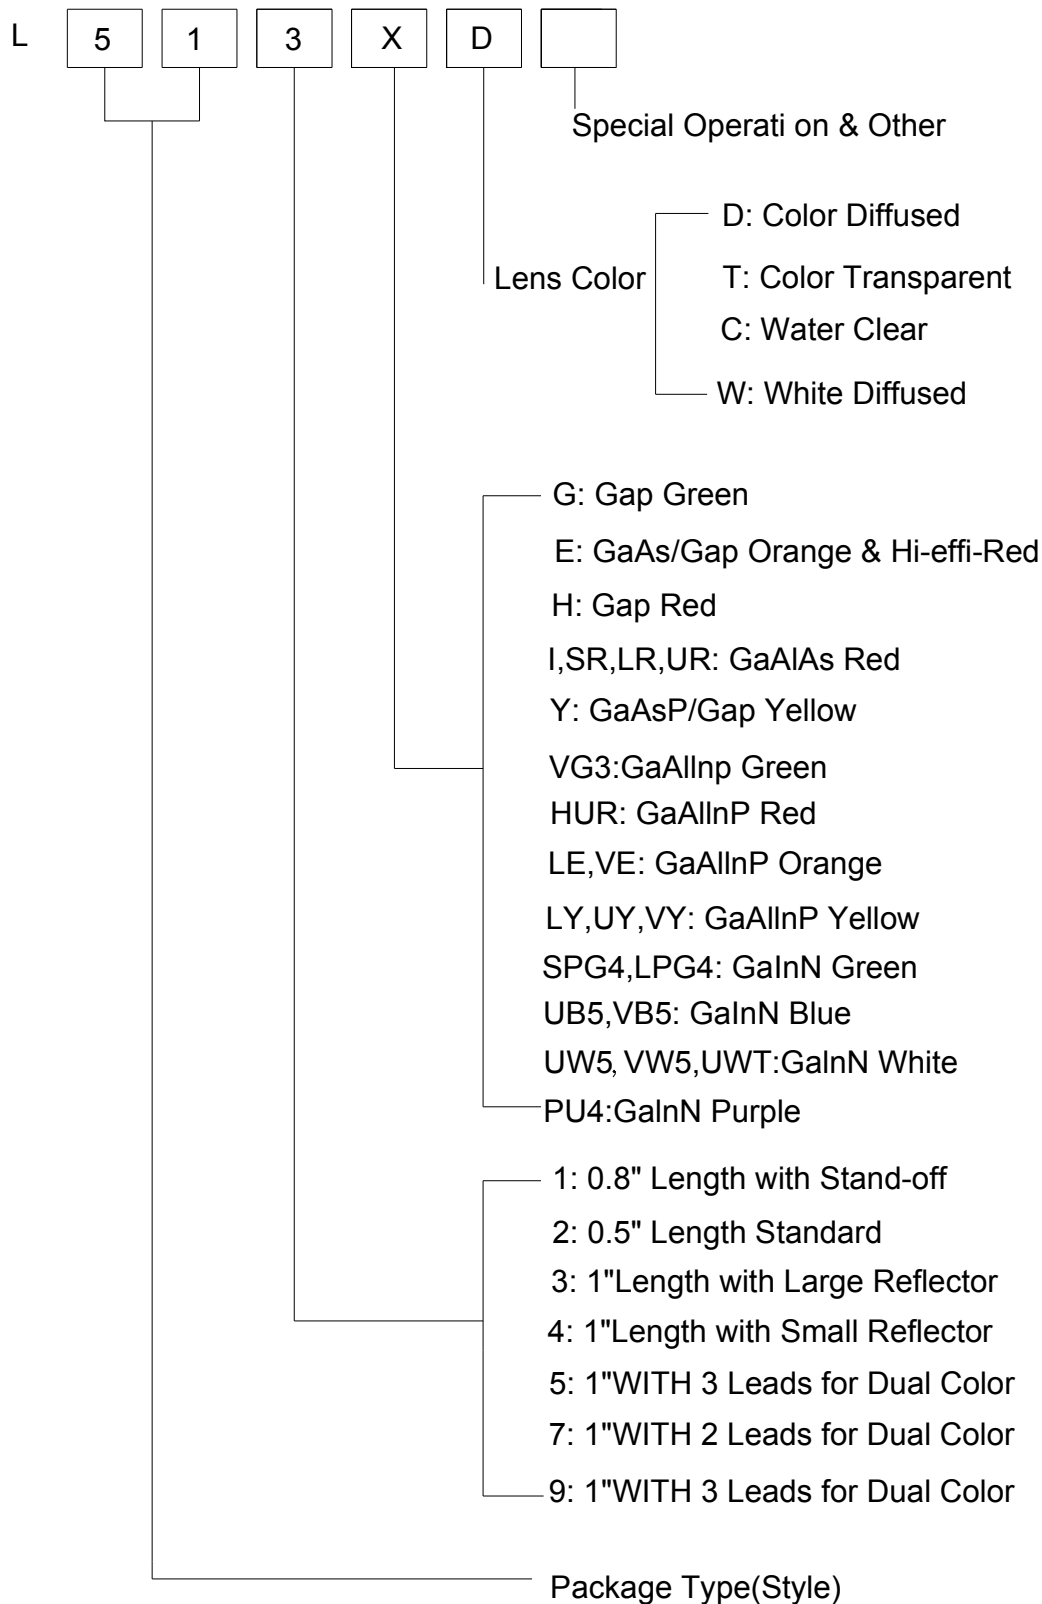 L 5 1 3 X D
Special Operati on & Other
D: Color Diffused
Lens Color
T: Color Transparent
C: Water Clear
W: White Diffused
G: Gap Green
E: GaAs/Gap Orange & Hi-effi-Red
H: Gap Red
I,SR,LR,UR: GaAlAs Red
Y: GaAsP/Gap Yellow
VG3:GaAlInp Green
HUR: GaAlInP Red
LE,VE: GaAlInP Orange
LY,UY,VY: GaAlInP Yellow
SPG4,LPG4: GaInN Green
UB5,VB5: GaInN Blue
UW5, VW5,UWT:GaInN White
PU4:GaInN Purple
1: 0.8" Length with Stand-off
2: 0.5" Length Standard
3: 1"Length with Large Reflector
4: 1"Length with Small Reflector
5: 1"WITH 3 Leads for Dual Color
7: 1"WITH 2 Leads for Dual Color
9: 1"WITH 3 Leads for Dual Color
Package Type(Style)